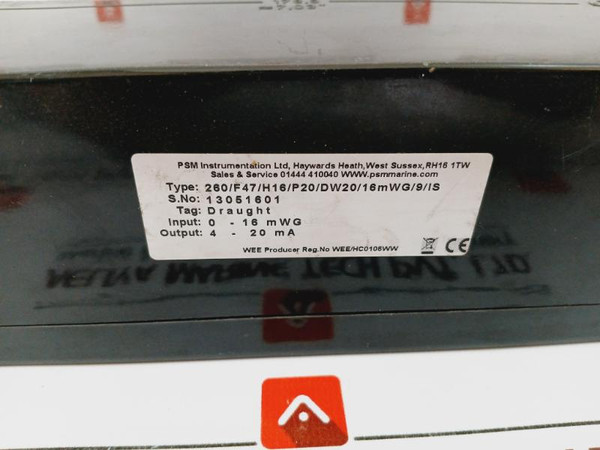 PSM Instrumentation Ltd, Haywards Heath,West Sussex,RH16 1TW
Sales & Service 01444 410040 WWW.psmmarine.com
Type: 260/F47/H16/P20/DW20/16mWG/9/IS
S.No: 13051601
Tag: Draught
Input: 0 - 16 mWG
Output: 4 - 20 mA
WEE Producer Reg.No WEE/HC0106WW
CE